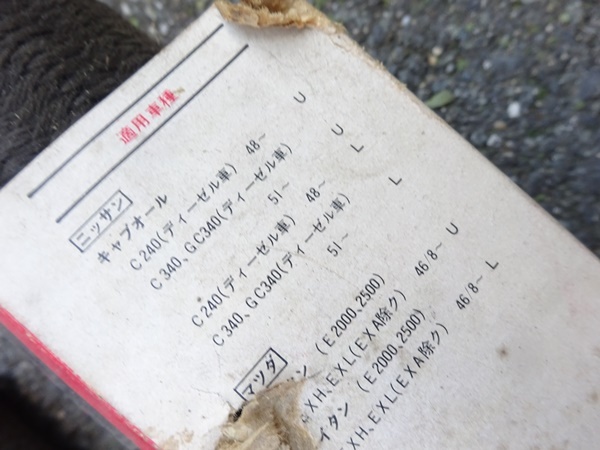 適用車種
ニッサン
キャブオール
C240(ディーゼル車) 48~ U
C340、GC340(ディーゼル車) 51~ U
C240(ディーゼル車) 48~ L
C340、GC340(ディーゼル車) 51~ L
マツダ
ン (E2000、2500)
XH、EXL(EXA除ク) 46/8~ U
イタン (E2000、2500)
XH、EXL(EXA除ク) 46/8~ L